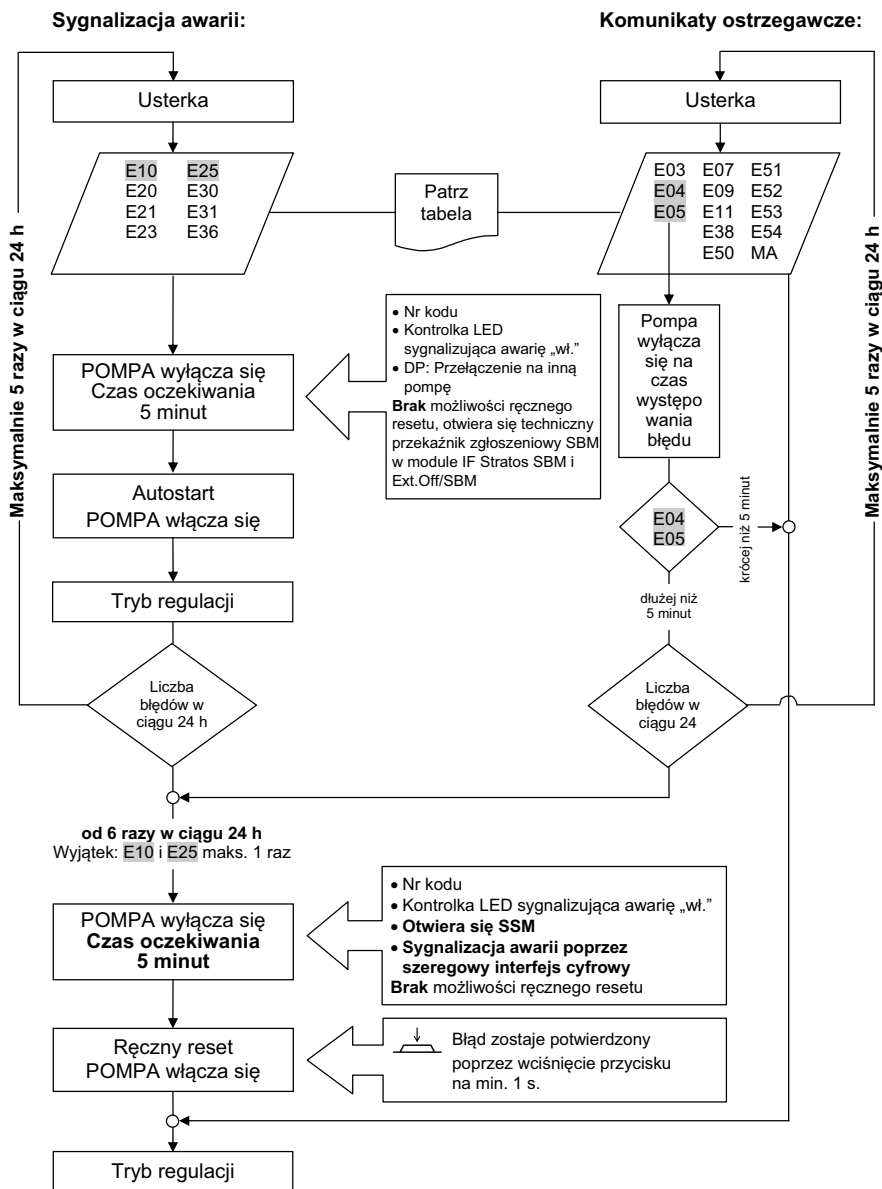 Sygnalizacja awarii:
Komunikaty ostrzegawcze:
Usterka
Usterka
Maksymalnie 5 razy w ciągu 24 h
E10 E25
E20 E30
E21 E31
E23 E36
Patrz
tabela
E03 E07 E51
E04 E09 E52
E05 E11 E53
E38 E54
E50 MA
Maksymalnie 5 razy w ciągu 24 h
POMPA wyłącza się
Czas oczekiwania
5 minut
• Nr kodu
• Kontrolka LED
sygnalizująca awarię „wł.”
• DP: Przełączenie na inną
pompę
Brak możliwości ręcznego
resetu, otwiera się techniczny
przekaźnik zgłoszeniowy SBM
w module IF Stratos SBM i
Ext.Off/SBM
Pompa
wyłącza
się na
czas
występo
wania
błędu
Autostart
POMPA włącza się
E04
E05
krócej niż 5 minut
dłużej niż
5 minut
Tryb regulacji
Liczba
błędów w
ciągu 24 h
Liczba
błędów w
ciągu 24
od 6 razy w ciągu 24 h
Wyjątek: E10 i E25 maks. 1 raz
POMPA wyłącza się
Czas oczekiwania
5 minut
• Nr kodu
• Kontrolka LED sygnalizująca awarię „wł.”
• Otwiera się SSM
• Sygnalizacja awarii poprzez
szeregowy interfejs cyfrowy
Brak możliwości ręcznego resetu
Ręczny reset
POMPA włącza się
Błąd zostaje potwierdzony
poprzez wciśnięcie przycisku
na min. 1 s.
Tryb regulacji